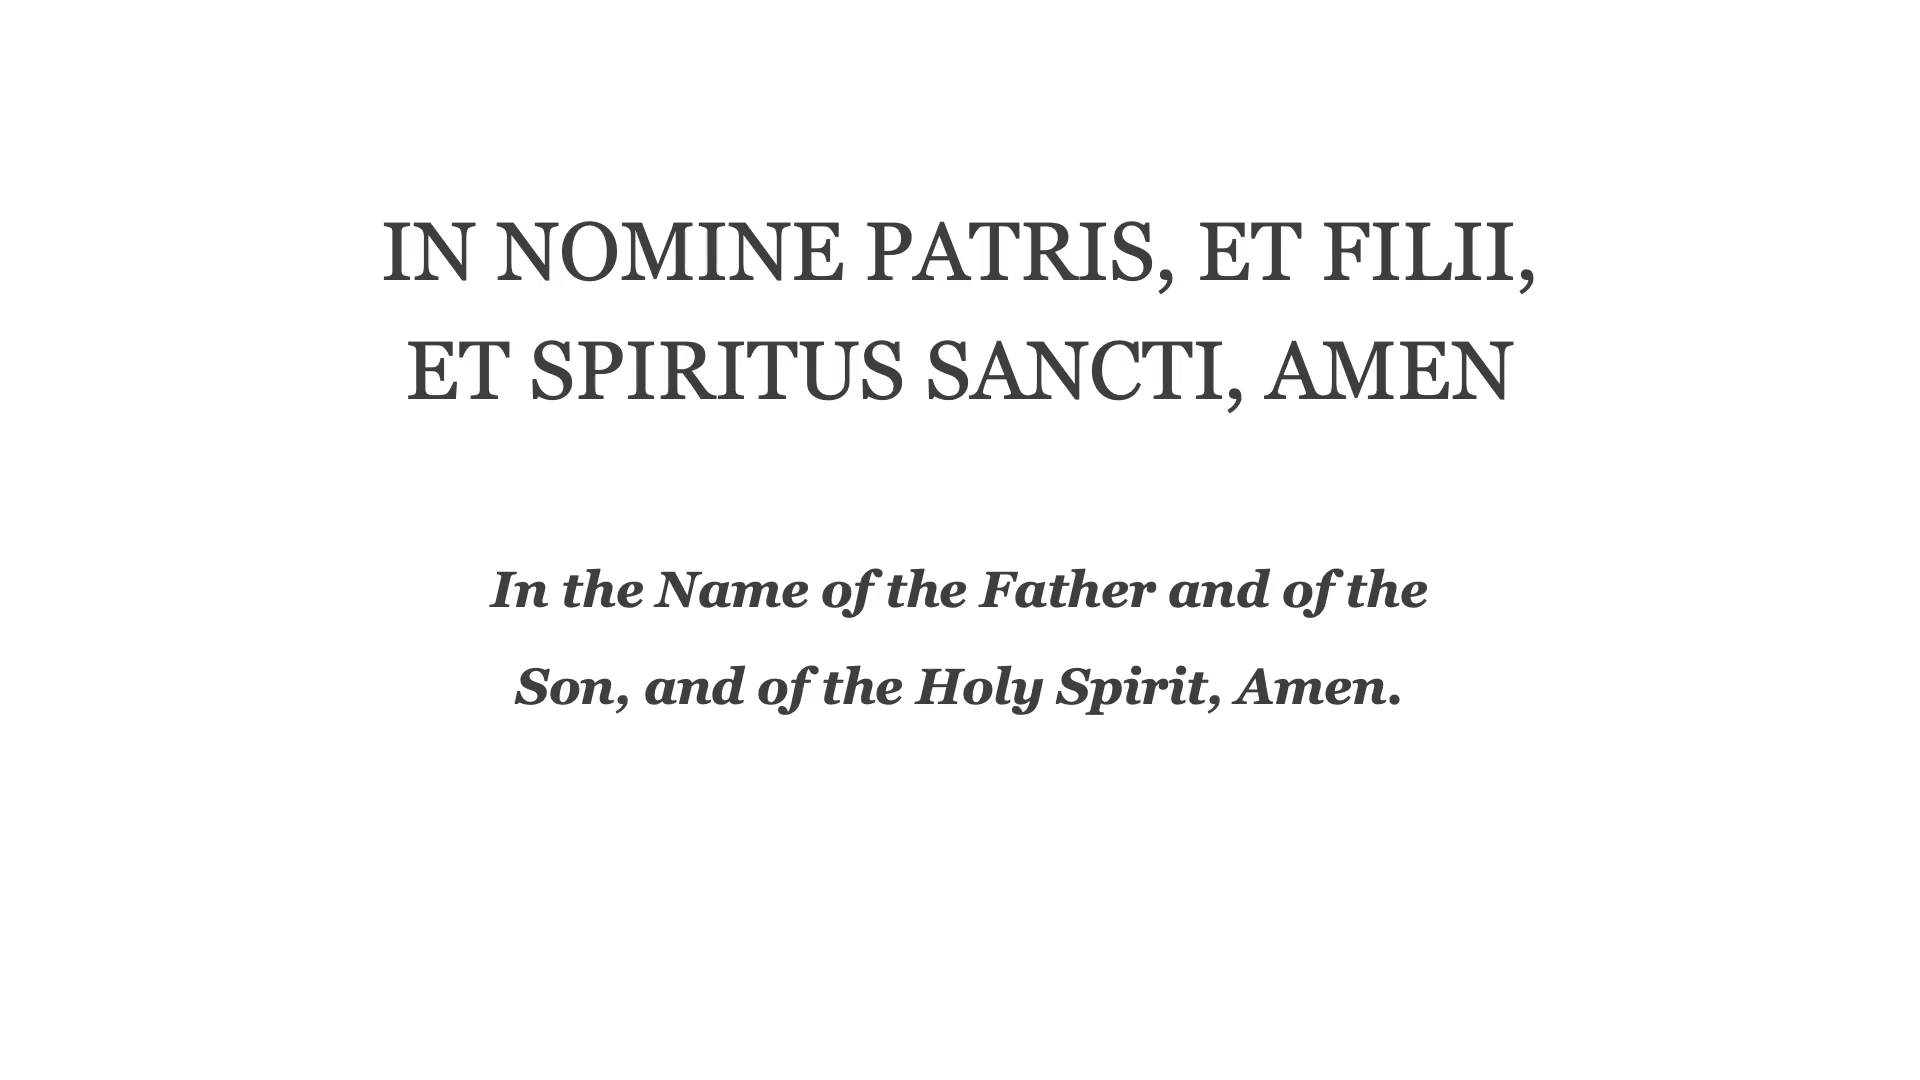 IN NOMINE PATRIS, ET FILII,
ET SPIRITUS SANCTI, AMEN
In the Name of the Father and of the
Son, and of the Holy Spirit, Amen.